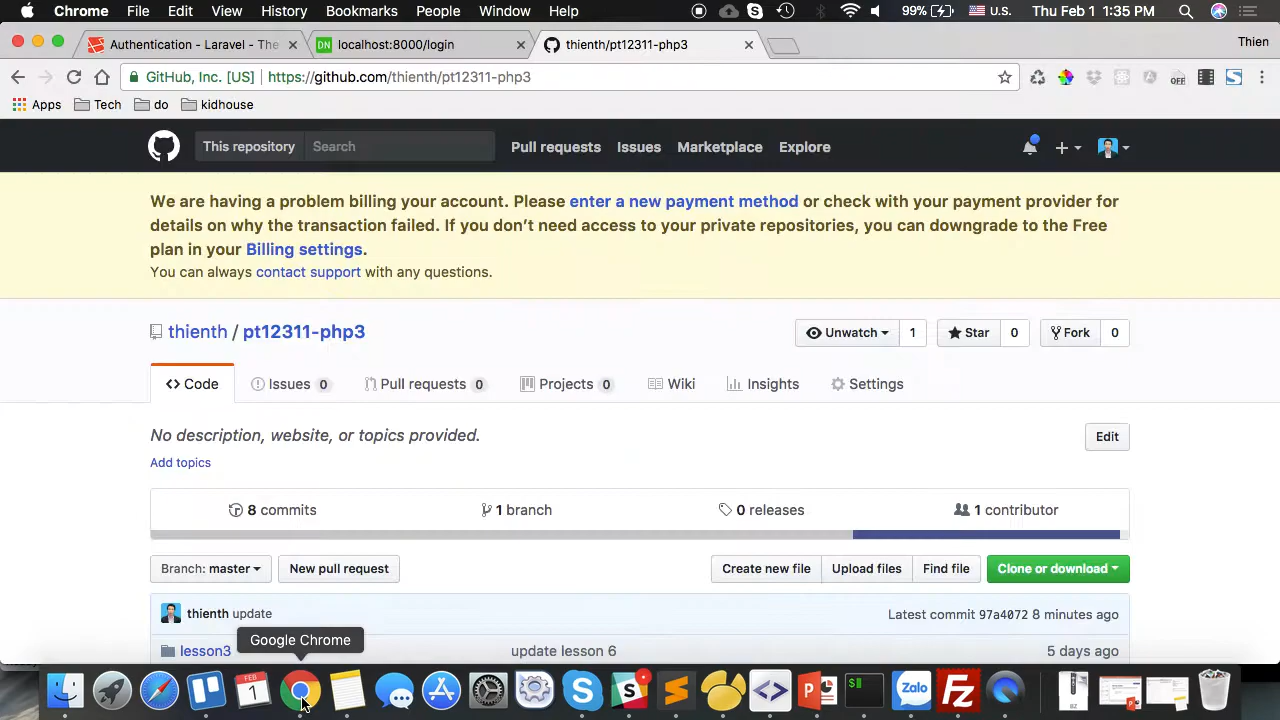 Chrome File Edit View History Bookmarks People Window Help 99% U.S. Thu Feb 1 1:35 PM
Authentication - Laravel - The
DN localhost:8000/login
thienth/pt12311-php3
Thien
GitHub, Inc. [US] https://github.com/thienth/pt12311-php3
OFF
Apps Tech do kidhouse
This repository Search Pull requests Issues Marketplace Explore
We are having a problem billing your account. Please enter a new payment method or check with your payment provider for
details on why the transaction failed. If you don’t need access to your private repositories, you can downgrade to the Free
plan in your Billing settings.
You can always contact support with any questions.
thienth / pt12311-php3
Unwatch 1 Star 0 Fork 0
Code Issues 0 Pull requests 0 Projects 0 Wiki Insights Settings
No description, website, or topics provided.
Edit
Add topics
8 commits 1 branch 0 releases 1 contributor
Branch: master New pull request Create new file Upload files Find file Clone or download
thienth update Latest commit 97a4072 8 minutes ago
Google Chrome
lesson3 update lesson 6 5 days ago
FEB
1
Zalo
Fz
BZ